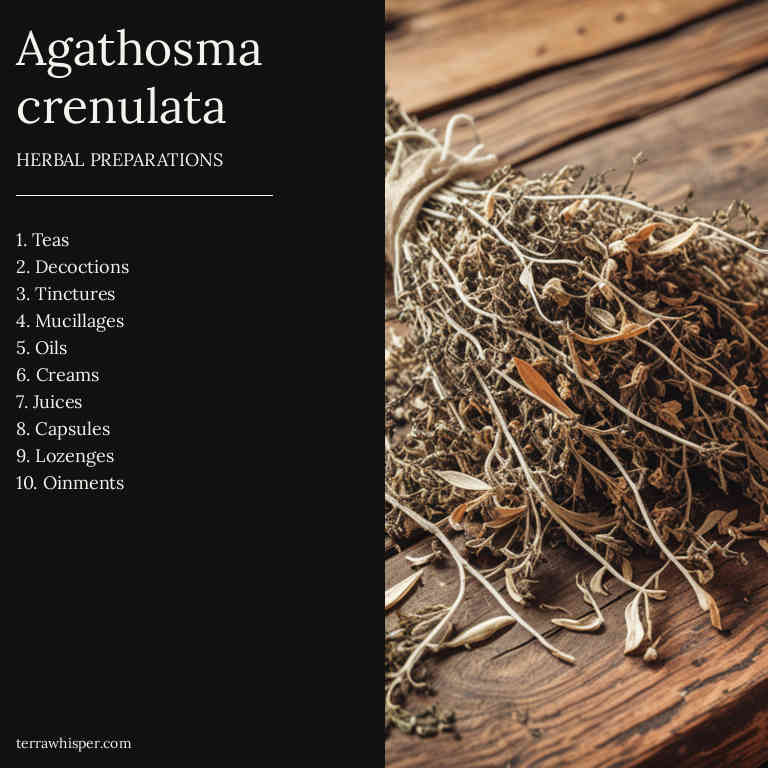 Agathosma
crenulata
HERBAL PREPARATIONS
1. Teas
2. Decoctions
3. Tinctures
4. Mucillages
5. Oils
6. Creams
7. Juices
8. Capsules
9. Lozenges
10. Oinments
terrawhisper.com